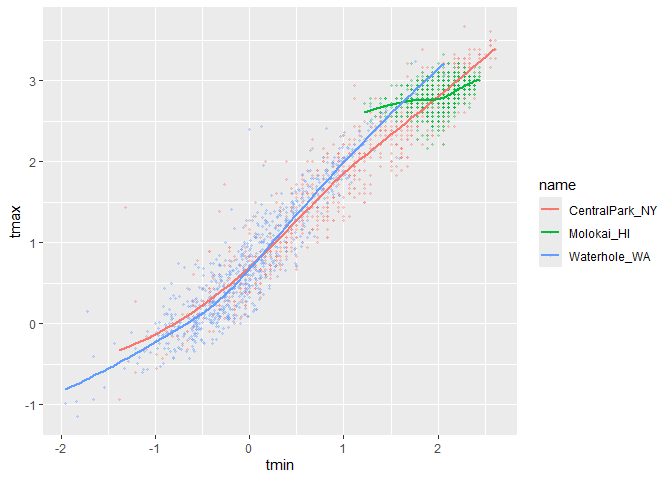 3
2
1
0
-1
tmax
-2
-1
0
1
2
tmin
name
CentralPark_NY
Molokai_HI
Waterhole_WA